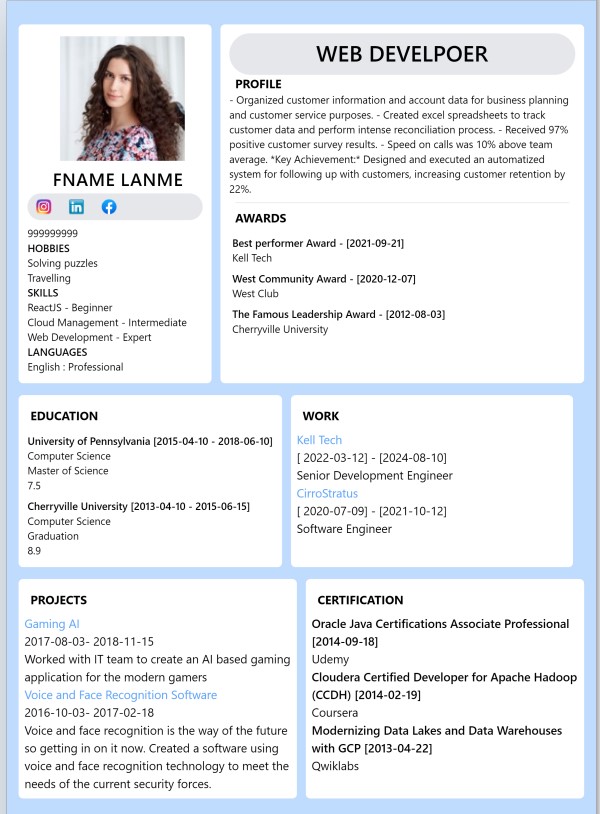 FNAME LANME
999999999
HOBBIES
Solving puzzles
Travelling
SKILLS
ReactJS - Beginner
Cloud Management - Intermediate
Web Development - Expert
LANGUAGES
English : Professional
WEB DEVELPOER
PROFILE
- Organized customer information and account data for business planning
and customer service purposes. - Created excel spreadsheets to track
customer data and perform intense reconciliation process. - Received 97%
positive customer survey results. - Speed on calls was 10% above team
average. *Key Achievement:* Designed and executed an automatized
system for following up with customers, increasing customer retention by
22%.
AWARDS
Best performer Award - [2021-09-21]
Kell Tech
West Community Award - [2020-12-07]
West Club
The Famous Leadership Award - [2012-08-03]
Cherryville University
EDUCATION
University of Pennsylvania [2015-04-10 - 2018-06-10]
Computer Science
Master of Science
7.5
Cherryville University [2013-04-10 - 2015-06-15]
Computer Science
Graduation
8.9
WORK
Kell Tech
[ 2022-03-12] - [2024-08-10]
Senior Development Engineer
CirroStratus
[ 2020-07-09] - [2021-10-12]
Software Engineer
PROJECTS
Gaming AI
2017-08-03- 2018-11-15
Worked with IT team to create an AI based gaming
application for the modern gamers
Voice and Face Recognition Software
2016-10-03- 2017-02-18
Voice and face recognition is the way of the future
so getting in on it now. Created a software using
voice and face recognition technology to meet the
needs of the current security forces.
CERTIFICATION
Oracle Java Certifications Associate Professional
[2014-09-18]
Udemy
Cloudera Certified Developer for Apache Hadoop
(CCDH) [2014-02-19]
Coursera
Modernizing Data Lakes and Data Warehouses
with GCP [2013-04-22]
Qwiklabs